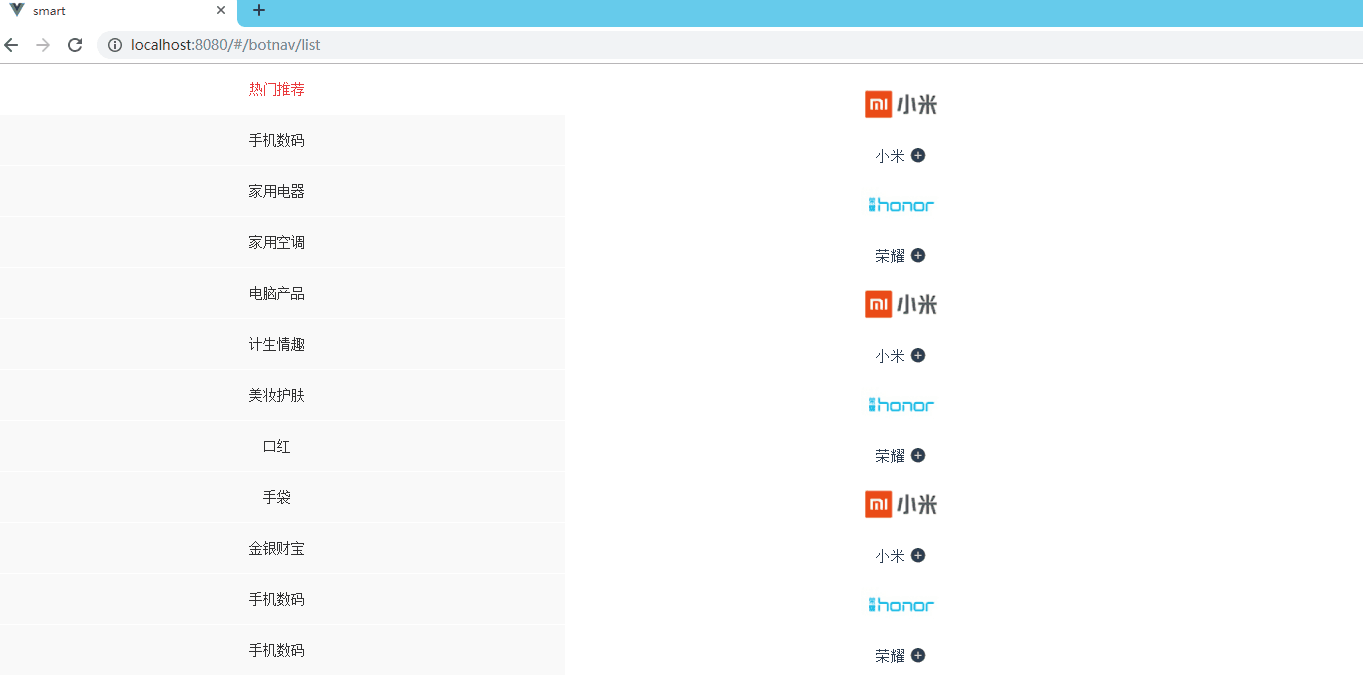 smart
localhost:8080/#/botnav/list
热门推荐
手机数码
家用电器
家用空调
电脑产品
计生情趣
美妆护肤
口红
手袋
金银财宝
手机数码
手机数码
mi 小米
小米
honor
荣耀
mi 小米
小米
honor
荣耀
mi 小米
小米
honor
荣耀